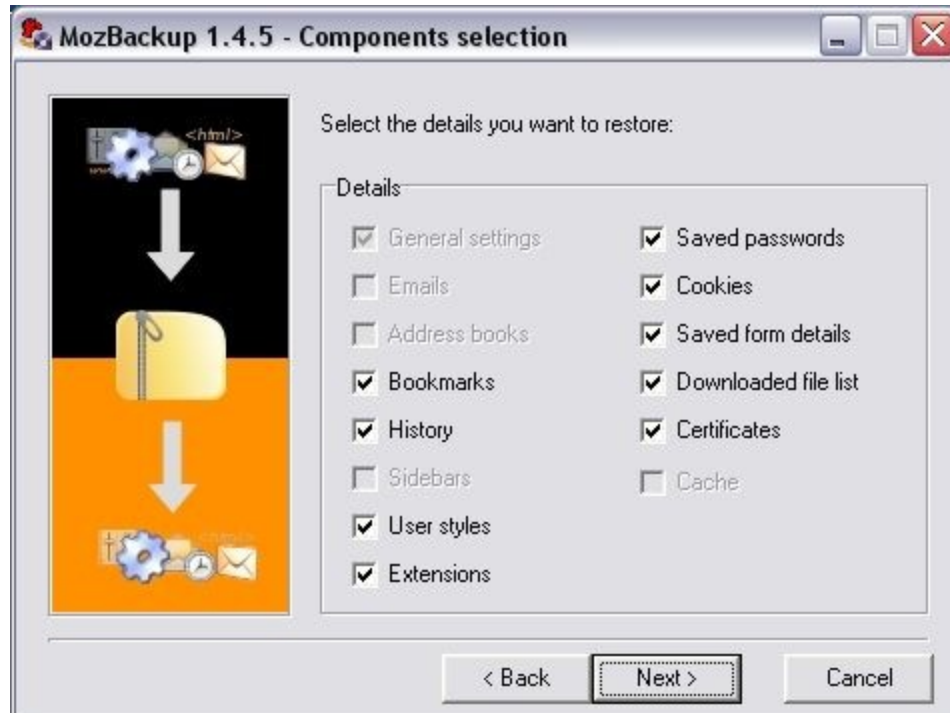 MozBackup 1.4.5 - Components selection
<html>
Select the details you want to restore:
Details
General settings
Emails
Address books
Bookmarks
History
Sidebars
User styles
Extensions
Saved passwords
Cookies
Saved form details
Downloaded file list
Certificates
Cache
< Back
Next >
Cancel